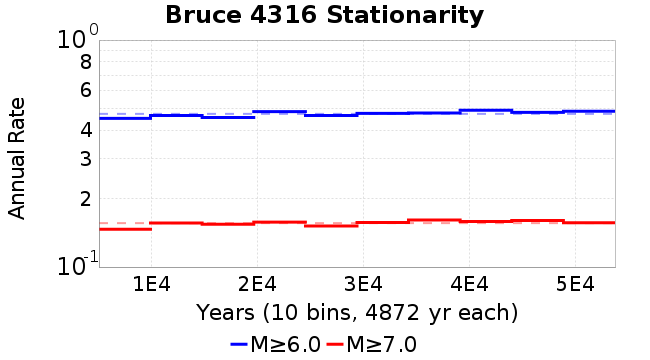 Bruce 4316 Stationarity
10^0
8
6
4
3
2
10^-1
Annual Rate
1E4 2E4 3E4 4E4 5E4
Years (10 bins, 4872 yr each)
M≥6.0 M≥7.0